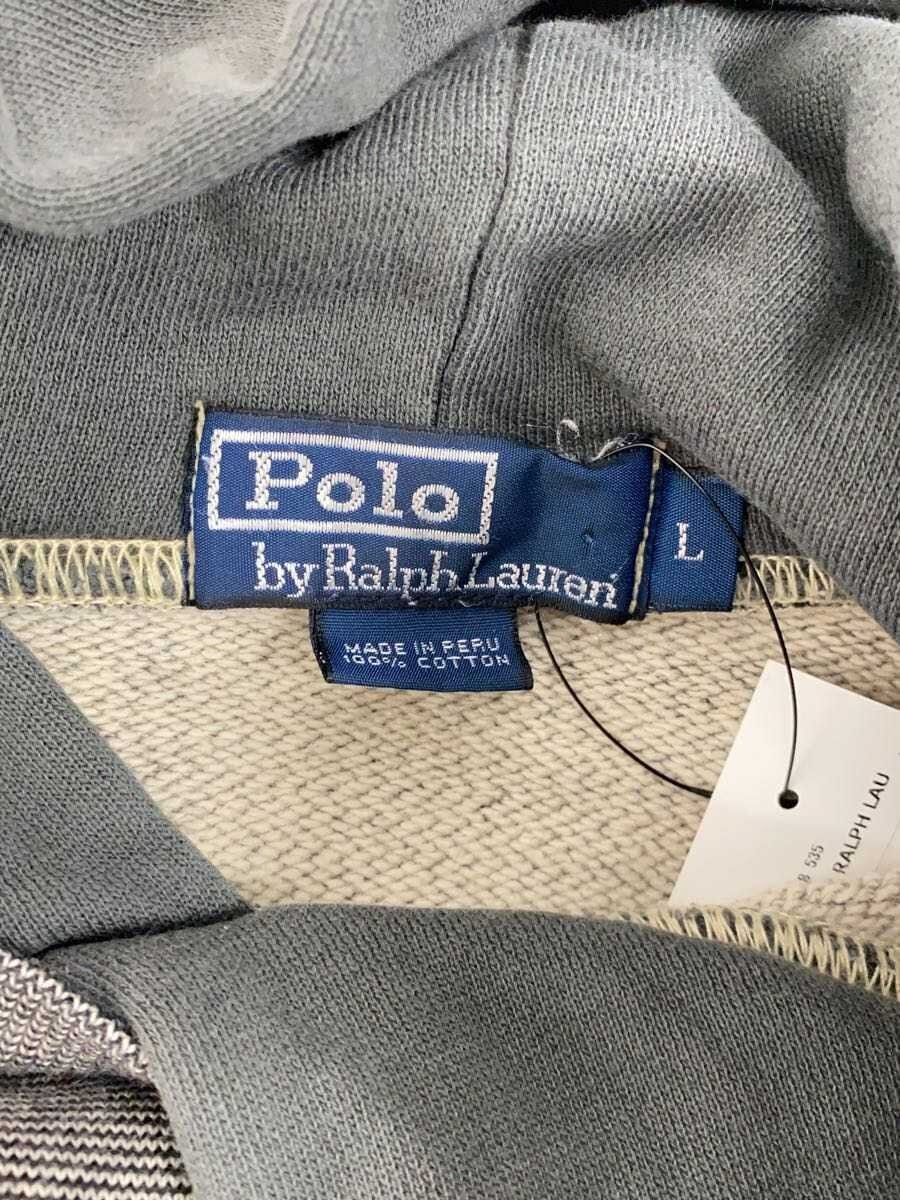 Polo
by Ralph Lauren
L
MADE IN PERU
100% COTTON
8 535
RALPH LAU